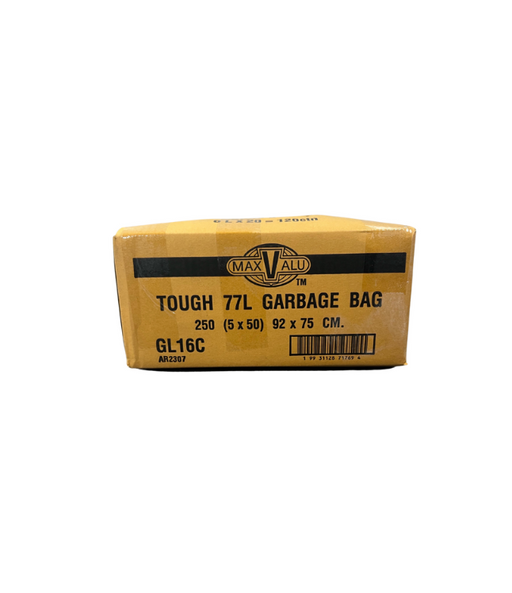 MAX VALU
TM
TOUGH 77L GARBAGE BAG
250 (5 x 50) 92 x 75 CM.
GL16C
AR2307